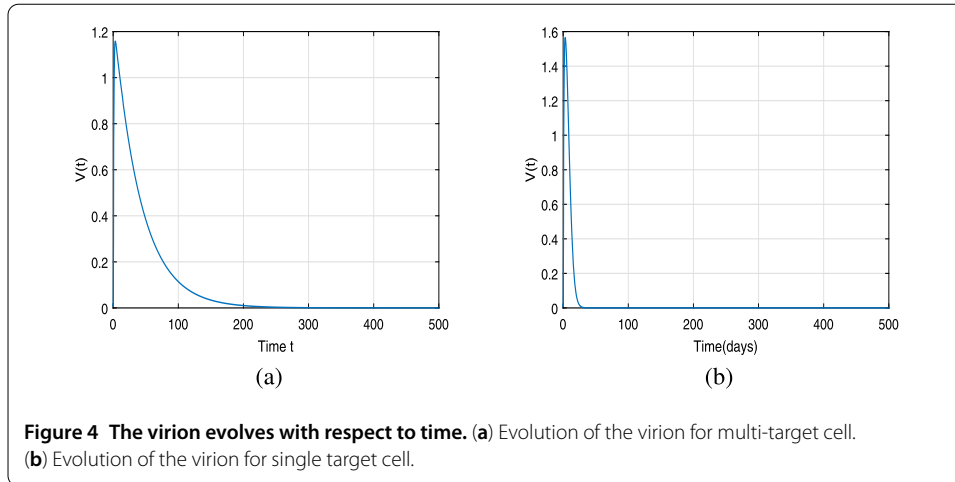 1.2
1
0.8
0.6
0.4
0.2
0
V(t)
0 100 200 300 400 500
Time t
(a)
1.6
1.4
1.2
1
0.8
0.6
0.4
0.2
0
V(t)
0 100 200 300 400 500
Time(days)
(b)
Figure 4 The virion evolves with respect to time. (a) Evolution of the virion for multi-target cell.
(b) Evolution of the virion for single target cell.